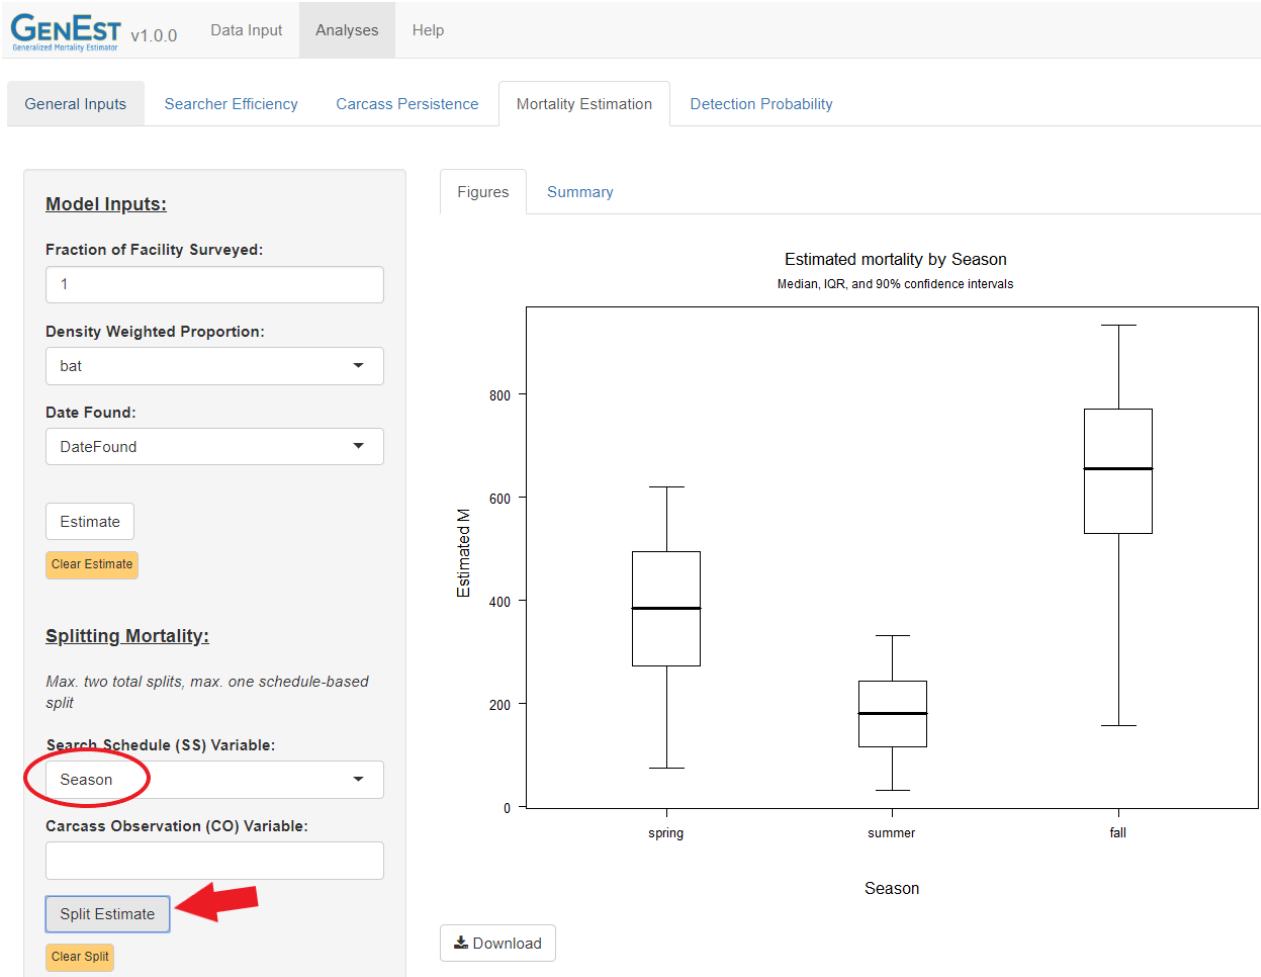 GENEST v1.0.0 Data Input Analyses Help
Generalized Mortality Estimator
General Inputs Searcher Efficiency Carcass Persistence Mortality Estimation Detection Probability
Model Inputs:
Fraction of Facility Surveyed:
1
Density Weighted Proportion:
bat
Date Found:
DateFound
Estimate
Clear Estimate
Splitting Mortality:
Max. two total splits, max. one schedule-based
split
Search Schedule (SS) Variable:
Season
Carcass Observation (CO) Variable:
Split Estimate
Clear Split
Figures Summary
Estimated mortality by Season
Median, IQR, and 90% confidence intervals
Estimated M
800
600
400
200
0
spring summer fall
Season
Download